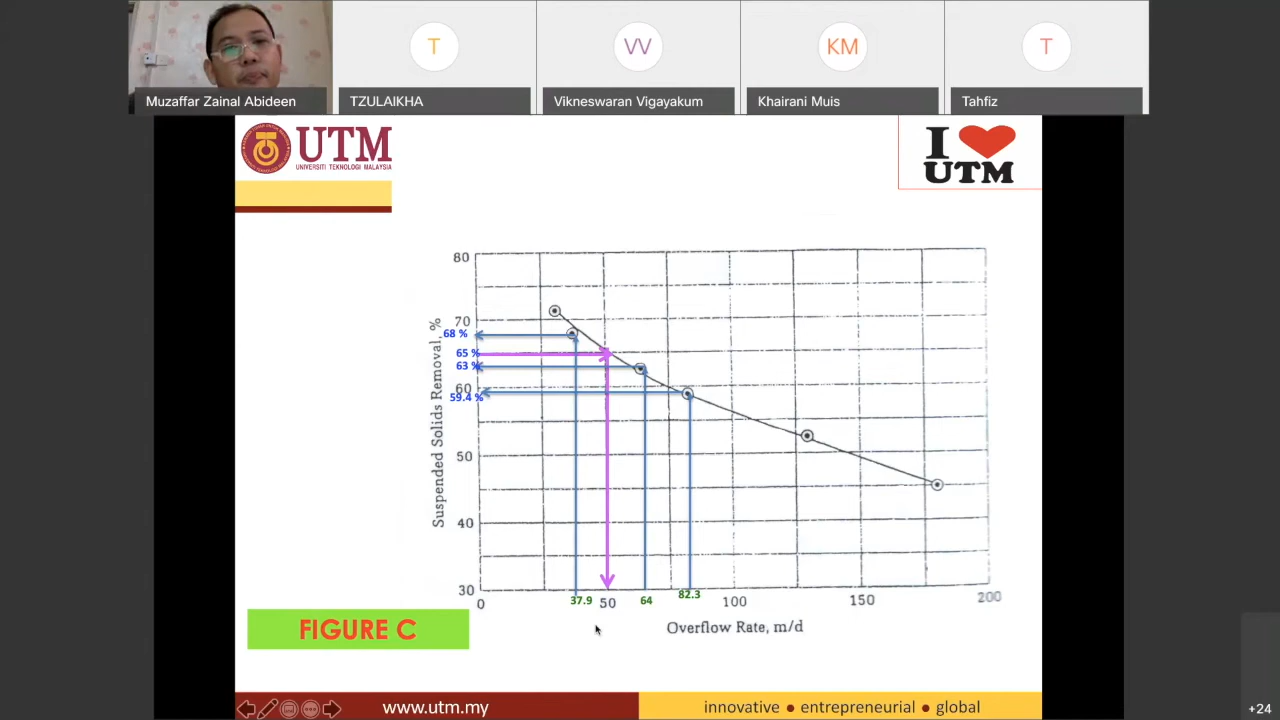 T
VV
KM
T
Muzaffar Zainal Abideen
TZULAIKHA
Vikneswaran Vigayakum
Khairani Muis
Tahfiz
UTM
UNIVERSITI TEKNOLOGI MALAYSIA
I
UTM
80
70
68 %
65 %
63 %
60
59.4 %
50
40
30
Suspended Solids Removal, %
0
37.9
50
64
82.3
100
150
200
Overflow Rate, m/d
FIGURE C
www.utm.my
innovative ● entrepreneurial ● global
+24